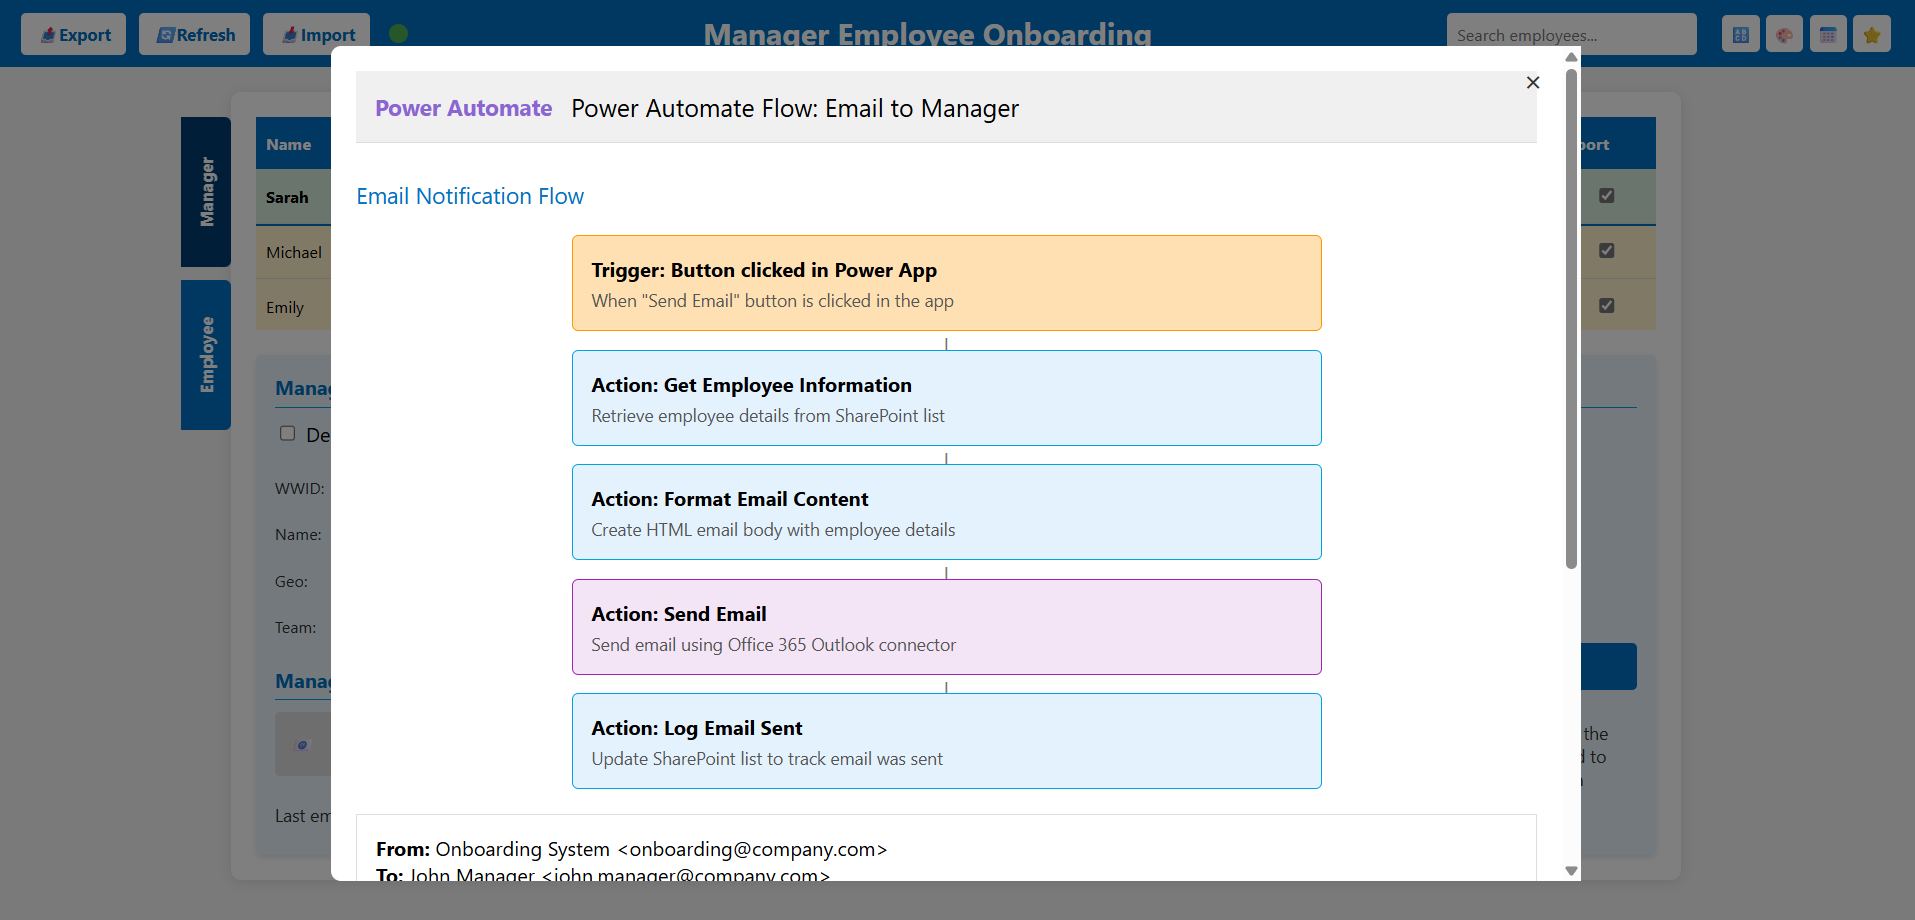 Export
Refresh
Import
Manager Employee Onboarding
Search employees...
Manager
Employee
Name
port
Sarah
Michael
Emily
Manag
De
WWID:
Name:
Geo:
Team:
Manag
Last em
the
to
Power Automate Power Automate Flow: Email to Manager
×
Email Notification Flow
Trigger: Button clicked in Power App
When "Send Email" button is clicked in the app
Action: Get Employee Information
Retrieve employee details from SharePoint list
Action: Format Email Content
Create HTML email body with employee details
Action: Send Email
Send email using Office 365 Outlook connector
Action: Log Email Sent
Update SharePoint list to track email was sent
From: Onboarding System <onboarding@company.com>
To: John Manager <john.manager@company.com>